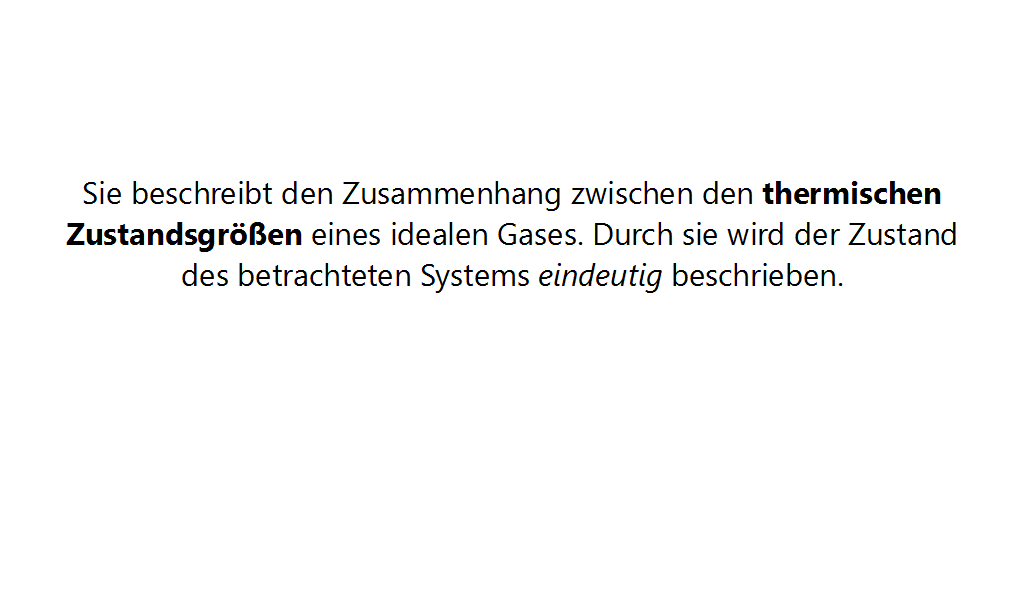 Sie beschreibt den Zusammenhang zwischen den thermischen
Zustandsgrößen eines idealen Gases. Durch sie wird der Zustand
des betrachteten Systems eindeutig beschrieben.